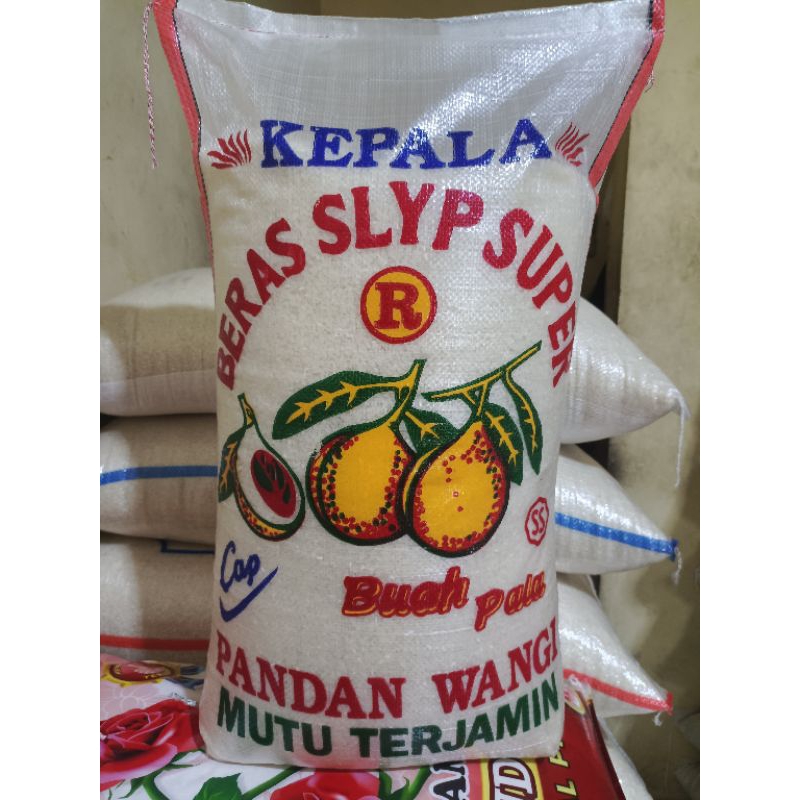 KEPALA
BERAS SLYP SUPER
R
SS
Cap
Buah Pala
PANDAN WANGI
MUTU TERJAMIN